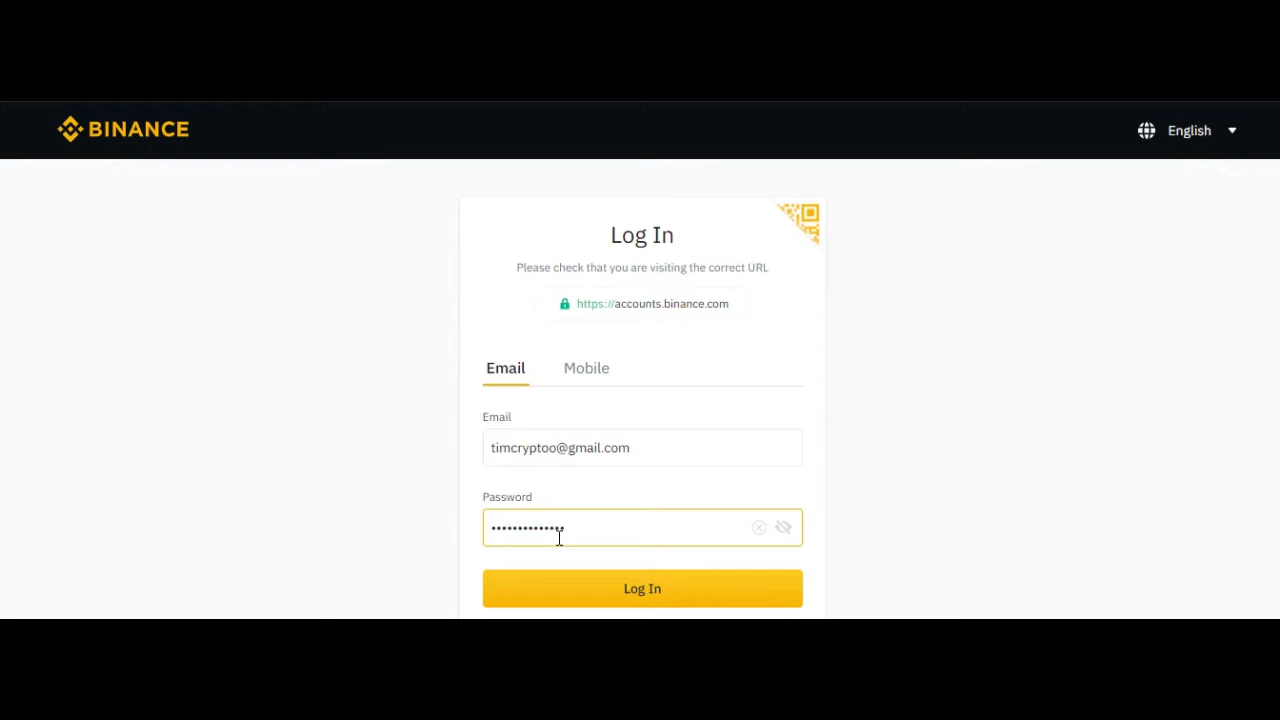 BINANCE
English
Log In
Please check that you are visiting the correct URL
https://accounts.binance.com
Email Mobile
Email
timcryptoo@gmail.com
Password
••••••••••••••
Log In